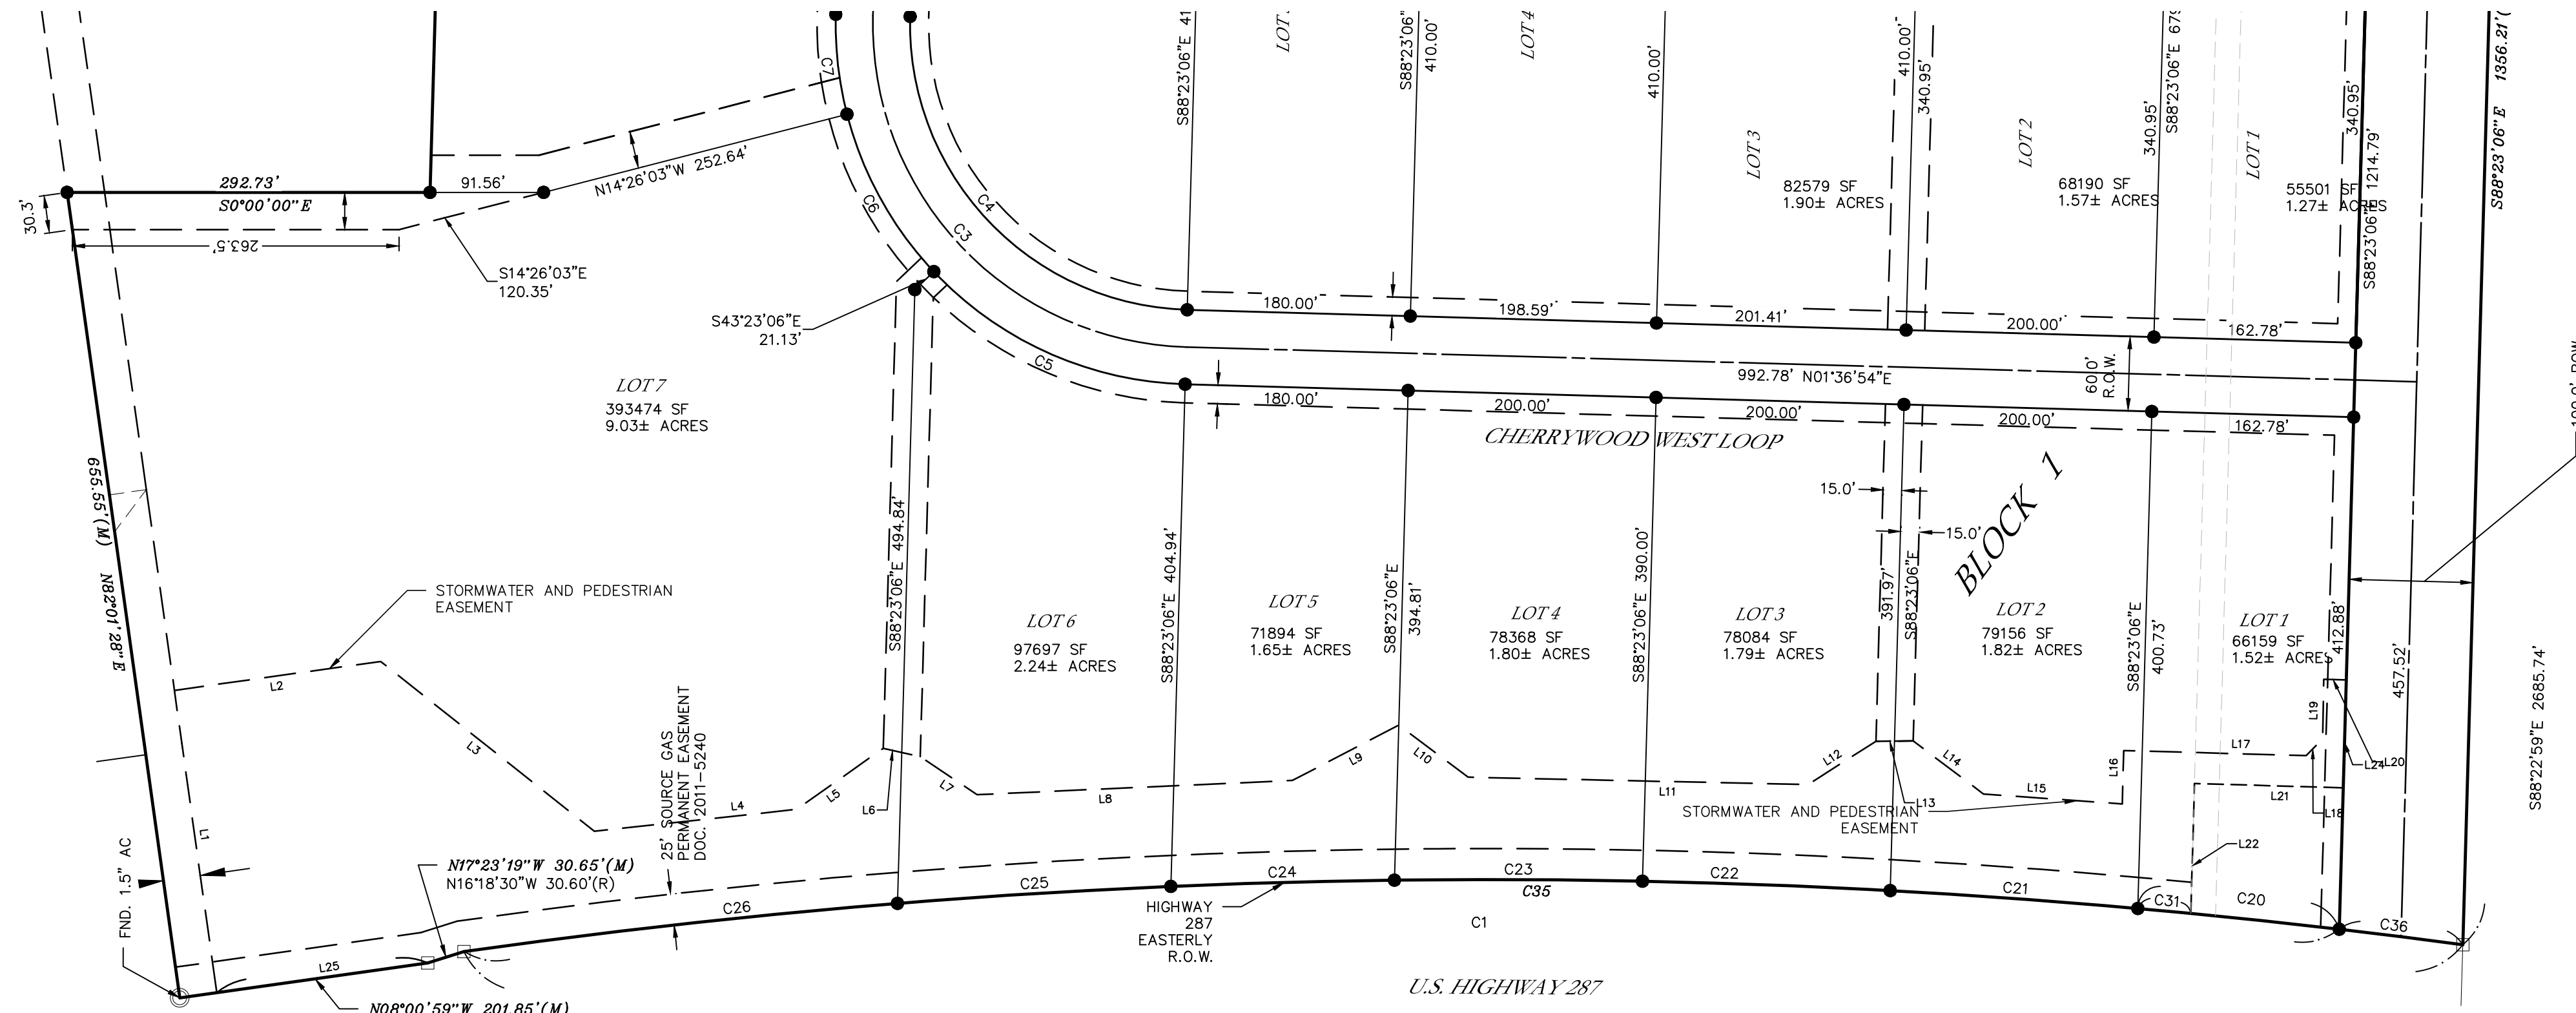 S88°23'06"E 41
LOT
S88°23'06"
410.00'
LOT 4
410.00'
410.00'
340.95'
LOT 3
82579 SF
1.90± ACRES
LOT 2
68190 SF
1.57± ACRES
340.95'
S88°23'06"E 679
LOT 1
55501 SF
1.27± ACRES
340.95'
S88°23'06"E 1214.79'
S88°23'06"E 1356.21'(
C7
292.73'
S0°00'00"E
91.56'
N14°26'03"W 252.64'
30.3'
263.5'
S14°26'03"E
120.35'
C6
C4
C3
S43°23'06"E
21.13'
C5
180.00'
198.59'
201.41'
200.00'
162.78'
992.78' N01°36'54"E
60.0'
R.O.W.
180.00'
200.00'
200.00'
200.00'
162.78'
CHERRYWOOD WEST LOOP
LOT 7
393474 SF
9.03± ACRES
655.55'(M) N82°01'28"E
STORMWATER AND PEDESTRIAN
EASEMENT
15.0'
15.0'
BLOCK 1
S88°23'06"E 494.84'
LOT 6
97697 SF
2.24± ACRES
S88°23'06"E 404.94'
LOT 5
71894 SF
1.65± ACRES
S88°23'06"E
394.81'
LOT 4
78368 SF
1.80± ACRES
S88°23'06"E 390.00'
LOT 3
78084 SF
1.79± ACRES
391.97'
S88°23'06"E
LOT 2
79156 SF
1.82± ACRES
S88°23'06"E
400.73'
LOT 1
66159 SF
1.52± ACRES
412.88'
457.52'
S88°22'59"E 2685.74'
L2
L3
L4
L5
L6
L7
L8
L9
L10
L11
L12
L13
L14
L15
L16
L17
L18
L19
L20
L24
L21
L22
L1
STORMWATER AND PEDESTRIAN
EASEMENT
25' SOURCE GAS
PERMANENT EASEMENT
DOC. 2011-5240
FND. 1.5" AC
N17°23'19"W 30.65'(M)
N16°18'30"W 30.60'(R)
L25
N08°00'59"W 201.85'(M)
C26
C25
C24
C23
C35
C22
C21
C31
C20
C36
C1
HIGHWAY
287
EASTERLY
R.O.W.
U.S. HIGHWAY 287